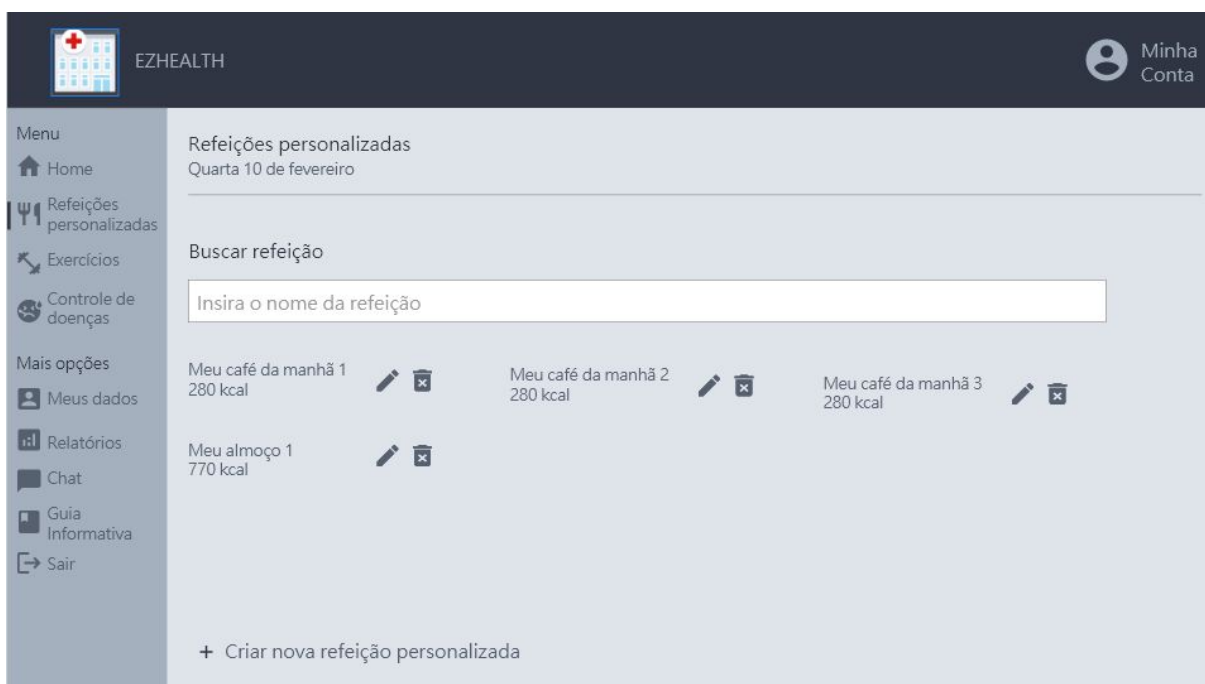 EZHEALTH
Minha
Conta
Menu
Home
Refeições
personalizadas
Exercícios
Controle de
doenças
Mais opções
Meus dados
Relatórios
Chat
Guia
Informativa
Sair
Refeições personalizadas
Quarta 10 de fevereiro
Buscar refeição
Insira o nome da refeição
Meu café da manhã 1
280 kcal
Meu café da manhã 2
280 kcal
Meu café da manhã 3
280 kcal
Meu almoço 1
770 kcal
+ Criar nova refeição personalizada